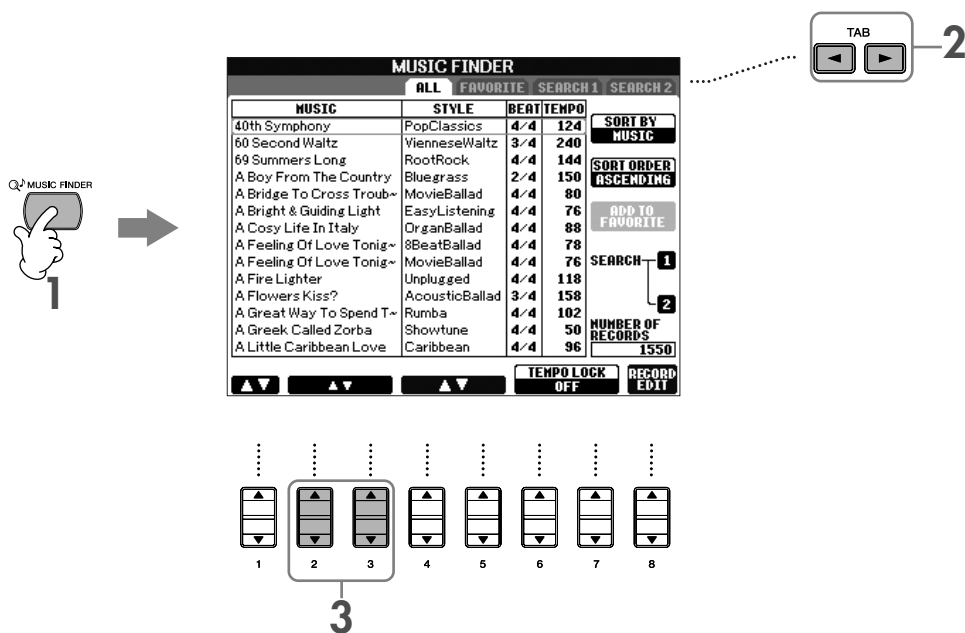 TAB
2
MUSIC FINDER
ALL FAVORITE SEARCH 1 SEARCH 2
MUSIC STYLE BEAT TEMPO
40th Symphony PopClassics 4/4 124
60 Second Waltz VienneseWaltz 3/4 240
69 Summers Long RootRock 4/4 144
A Boy From The Country Bluegrass 2/4 150
A Bridge To Cross Troub~ MovieBallad 4/4 80
A Bright & Guiding Light EasyListening 4/4 76
A Cosy Life In Italy OrganBallad 4/4 88
A Feeling Of Love Tonig~ 8BeatBallad 4/4 78
A Feeling Of Love Tonig~ MovieBallad 4/4 76
A Fire Lighter Unplugged 4/4 118
A Flowers Kiss? AcousticBallad 3/4 158
A Great Way To Spend T~ Rumba 4/4 102
A Greek Called Zorba Showtune 4/4 50
A Little Caribbean Love Caribbean 4/4 96
SORT BY
MUSIC
SORT ORDER
ASCENDING
ADD TO
FAVORITE
SEARCH 1
2
NUMBER OF
RECORDS
1550
TEMPO LOCK
OFF
RECORD
EDIT
MUSIC FINDER
1
1 2 3 4 5 6 7 8
3